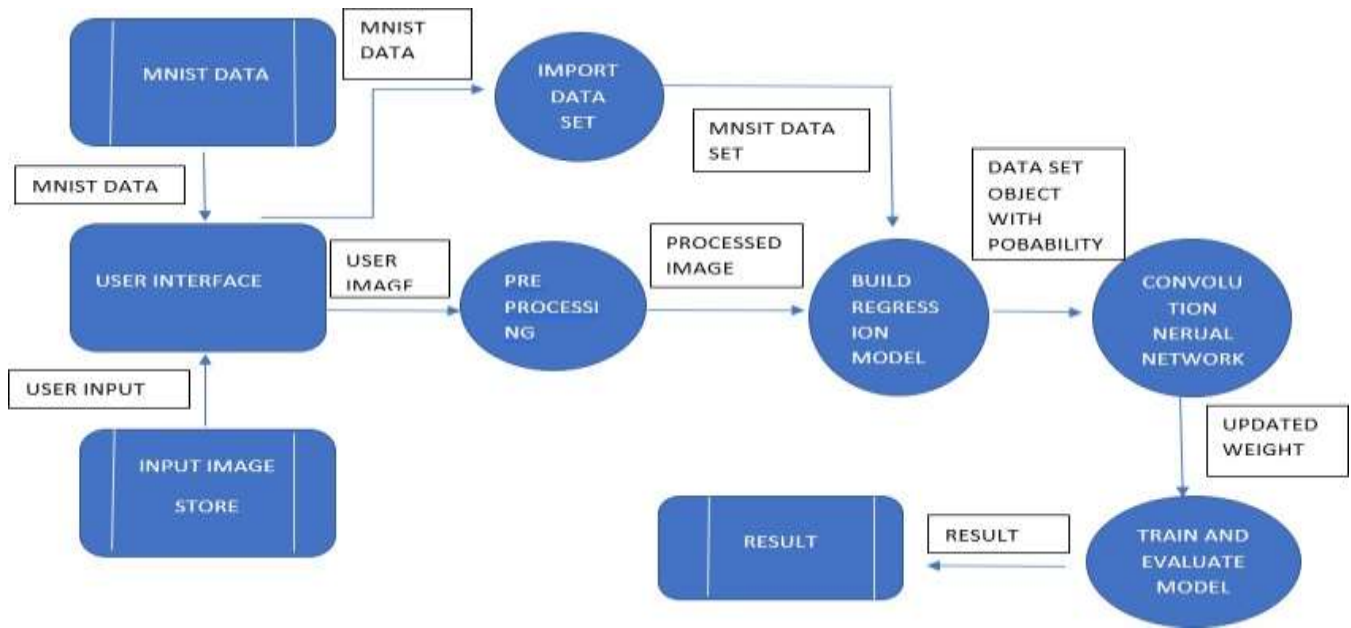 MNIST DATA
MNIST
DATA
IMPORT
DATA
SET
MNSIT DATA
SET
MNIST DATA
DATA SET
OBJECT
WITH
POBABILITY
USER INTERFACE
USER
IMAGE
PRE
PROCESSI
NG
PROCESSED
IMAGE
BUILD
REGRESS
ION
MODEL
CONVOLU
TION
NERUAL
NETWORK
USER INPUT
UPDATED
WEIGHT
INPUT IMAGE
STORE
RESULT
RESULT
TRAIN AND
EVALUATE
MODEL